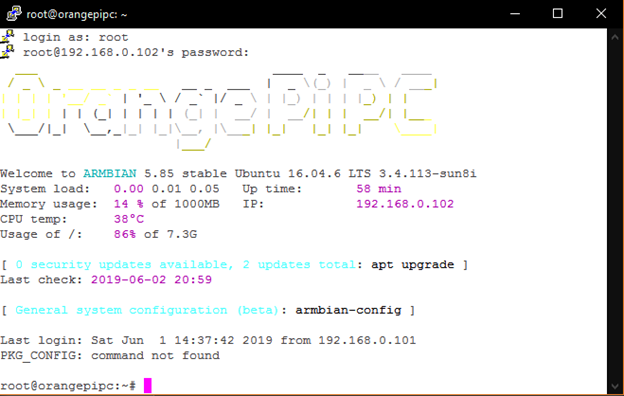 root@orangepipc: ~
login as: root
root@192.168.0.102's password:
OrangePiPC
Welcome to ARMBIAN 5.85 stable Ubuntu 16.04.6 LTS 3.4.113-sun8i
System load: 0.00 0.01 0.05 Up time: 58 min
Memory usage: 14 % of 1000MB IP: 192.168.0.102
CPU temp: 38°C
Usage of /: 86% of 7.3G
[ 0 security updates available, 2 updates total: apt upgrade ]
Last check: 2019-06-02 20:59
[ General system configuration (beta): armbian-config ]
Last login: Sat Jun 1 14:37:42 2019 from 192.168.0.101
PKG_CONFIG: command not found
root@orangepipc:~#